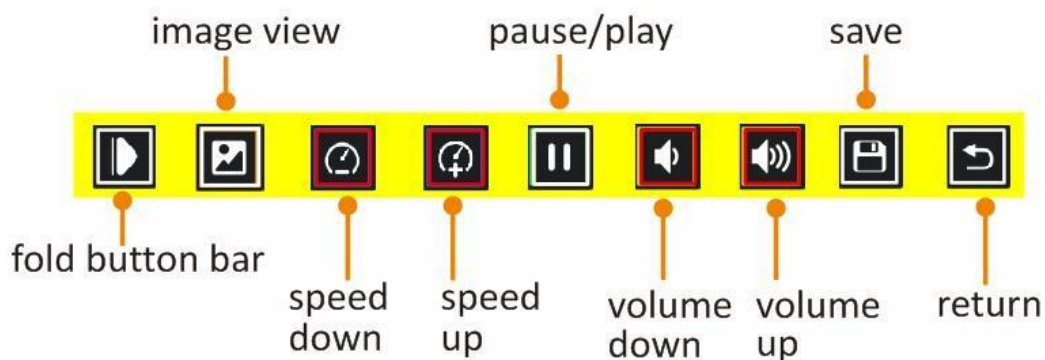 image view
pause/play
save
fold button bar
speed
down
speed
up
volume
down
volume
up
return